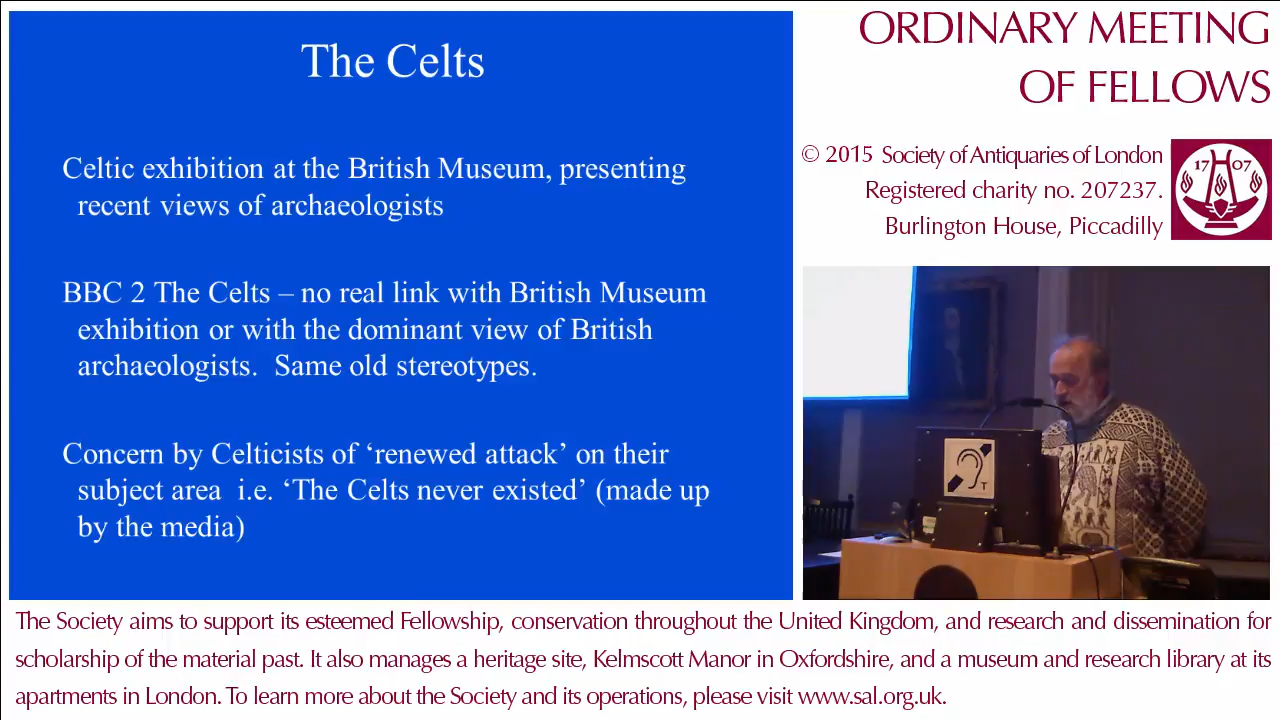 The Celts
Celtic exhibition at the British Museum, presenting
recent views of archaeologists
BBC 2 The Celts – no real link with British Museum
exhibition or with the dominant view of British
archaeologists.  Same old stereotypes.
Concern by Celticists of ‘renewed attack’ on their
subject area  i.e. ‘The Celts never existed’ (made up
by the media)
ORDINARY MEETING
OF FELLOWS
© 2015 Society of Antiquaries of London
Registered charity no. 207237.
Burlington House, Piccadilly
17 07
T
The Society aims to support its esteemed Fellowship, conservation throughout the United Kingdom, and research and dissemination for
scholarship of the material past. It also manages a heritage site, Kelmscott Manor in Oxfordshire, and a museum and research library at its
apartments in London. To learn more about the Society and its operations, please visit www.sal.org.uk.